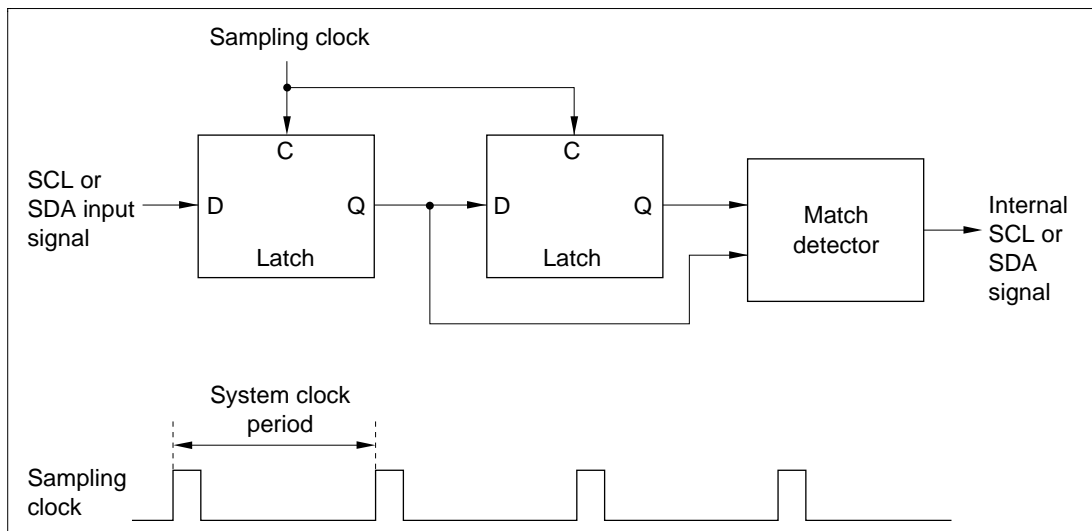 Sampling clock
C
C
SCL or
SDA input
signal
D
Q
Latch
D
Q
Latch
Match
detector
Internal
SCL or
SDA
signal
System clock
period
Sampling
clock